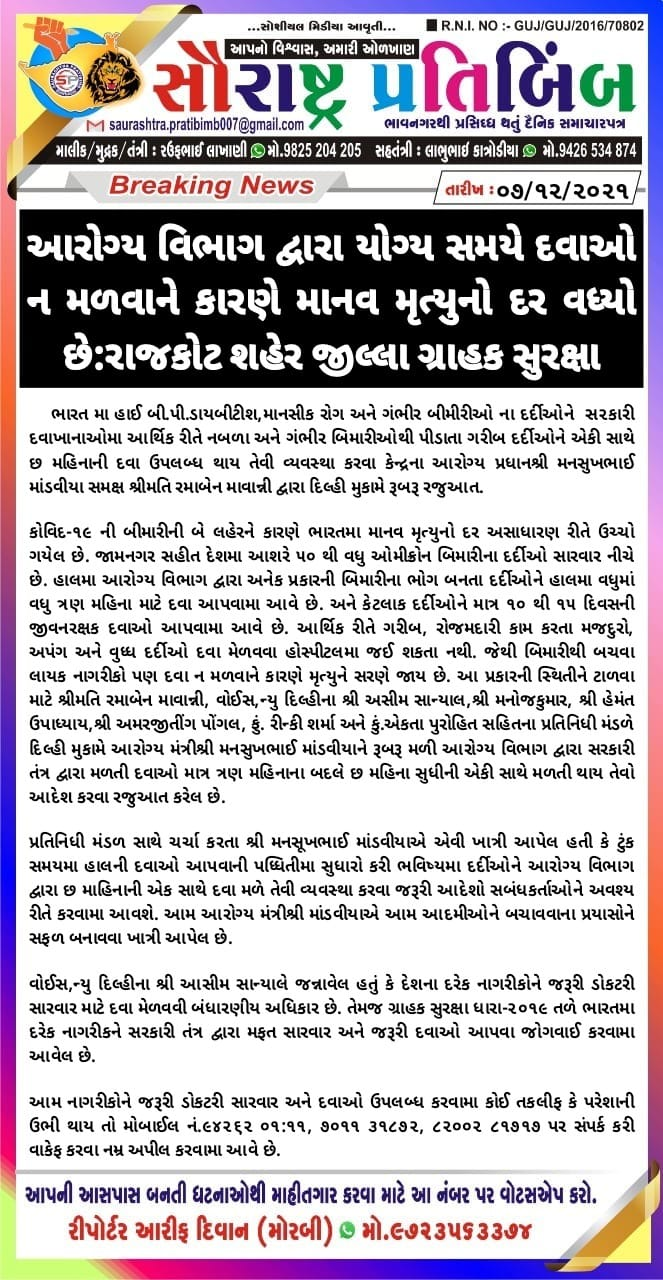 ...સોશીયલ મિડીયા આવૃતી...
■ R.N.I. NO :- GUJ/GUJ/2016/70802
આપનો વિશ્વાસ, અમારી ઓળખાણ
SP
સૌરાષ્ટ્ર પ્રતિબિંબ
saurashtra.pratibimb007@gmail.com
ભાવનગરથી પ્રસિધ્ધ થતું દૈનિક સમાચારપત્ર
માલીક/મુદ્રક/તંત્રી : રઉફભાઈ લાખાણી મો.9825 204 205 સહતંત્રી : લાભુભાઈ કાત્રોડીયા મો.9426 534 874
Breaking News
તારીખ : ૦૭/૧૨/૨૦૨૧
આરોગ્ય વિભાગ દ્વારા યોગ્ય સમયે દવાઓ
ન મળવાને કારણે માનવ મૃત્યુનો દર વધ્યો
છે:રાજકોટ શહેર જીલ્લા ગ્રાહક સુરક્ષા
ભારત મા હાઈ બી.પી.ડાયબીટીશ,માનસીક રોગ અને ગંભીર બીમીરીઓ ના દર્દીઓને સરકારી
દવાખાનાઓમા આર્થિક રીતે નબળા અને ગંભીર બિમારીઓથી પીડાતા ગરીબ દર્દીઓને એકી સાથે
છ મહિનાની દવા ઉપલબ્ધ થાય તેવી વ્યવસ્થા કરવા કેન્દ્રના આરોગ્ય પ્રધાનશ્રી મનસુખભાઈ
માંડવીયા સમક્ષ શ્રીમતિ રમાબેન માવાન્ની દ્વારા દિલ્હી મુકામે રૂબરૂ રજુઆત.
કોવિદ-૧૯ ની બીમારીની બે લહેરને કારણે ભારતમા માનવ મૃત્યુનો દર અસાધારણ રીતે ઉચ્ચો
ગયેલ છે. જામનગર સહીત દેશમા આશરે ૫૦ થી વધુ ઓમીક્રોન બિમારીના દર્દીઓ સારવાર નીચે
છે. હાલમા આરોગ્ય વિભાગ દ્વારા અનેક પ્રકારની બિમારીના ભોગ બનતા દર્દીઓને હાલમા વધુમાં
વધુ ત્રણ મહિના માટે દવા આપવામા આવે છે. અને કેટલાક દર્દીઓને માત્ર ૧૦ થી ૧૫ દિવસની
જીવનરક્ષક દવાઓ આપવામા આવે છે. આર્થિક રીતે ગરીબ, રોજમદારી કામ કરતા મજદુરો,
અપંગ અને વુધ્ધ દર્દીઓ દવા મેળવવા હોસ્પીટલમા જઈ શકતા નથી. જેથી બિમારીથી બચવા
લાયક નાગરીકો પણ દવા ન મળવાને કારણે મૃત્યુને સરણે જાય છે. આ પ્રકારની સ્થિતીને ટાળવા
માટે શ્રીમતિ રમાબેન માવાન્ની, વોઈસ,ન્યુ દિલ્હીના શ્રી અસીમ સાન્યાલ,શ્રી મનોજકુમાર, શ્રી હેમંત
ઉપાધ્યાય,શ્રી અમરજીતીંગ પોંગલ, કું. રીન્કી શર્મા અને કું.એકતા પુરોહિત સહિતના પ્રતિનિધી મંડળે
દિલ્હી મુકામે આરોગ્ય મંત્રીશ્રી મનસુખભાઈ માંડવીયાને રૂબરૂ મળી આરોગ્ય વિભાગ દ્વારા સરકારી
તંત્ર દ્વારા મળતી દવાઓ માત્ર ત્રણ મહિનાના બદલે છ મહિના સુધીની એકી સાથે મળતી થાય તેવો
આદેશ કરવા રજુઆત કરેલ છે.
પ્રતિનિધી મંડળ સાથે ચર્ચા કરતા શ્રી મનસૂખભાઈ માંડવીયાએ એવી ખાત્રી આપેલ હતી કે ટુંક
સમયમા હાલની દવાઓ આપવાની પધ્ધિતીમા સુધારો કરી ભવિષ્યમા દર્દીઓને આરોગ્ય વિભાગ
દ્વારા છ માહિનાની એક સાથે દવા મળે તેવી વ્યવસ્થા કરવા જરૂરી આદેશો સબંધકર્તાઓને અવશ્ય
રીતે કરવામા આવશે. આમ આરોગ્ય મંત્રીશ્રી માંડવીયાએ આમ આદમીઓને બચાવવાના પ્રયાસોને
સફળ બનાવવા ખાત્રી આપેલ છે.
વોઈસ,ન્યુ દિલ્હીના શ્રી આસીમ સાન્યાલે જન્નાવેલ હતું કે દેશના દરેક નાગરીકોને જરૂરી ડોકટરી
સારવાર માટે દવા મેળવવી બંધારણીય અધિકાર છે. તેમજ ગ્રાહક સુરક્ષા ધારા-૨૦૧૯ તળે ભારતમા
દરેક નાગરીકને સરકારી તંત્ર દ્વારા મફત સારવાર અને જરૂરી દવાઓ આપવા જોગવાઈ કરવામા
આવેલ છે.
આમ નાગરીકોને જરૂરી ડોકટરી સારવાર અને દવાઓ ઉપલબ્ધ કરવામા કોઈ તકલીફ કે પરેશાની
ઉભી થાય તો મોબાઈલ નં.૯૪૨૬૨ ૦૧:૧૧, ૭૦૧૧ ૩૧૮૭૨, ૮૨૦૦૨ ૮૧૭૧૭ પર સંપર્ક કરી
વાકેફ કરવા નમ્ર અપીલ કરવામા આવે છે.
આપની આસપાસ બનતી ઘટનાઓથી માહીતગાર કરવા માટે આ નંબર પર વોટસએપ કરો.
રીપોર્ટર આરીફ દિવાન (મોરબી) મો.૯૭૨૩૫૬૩૩૭૪